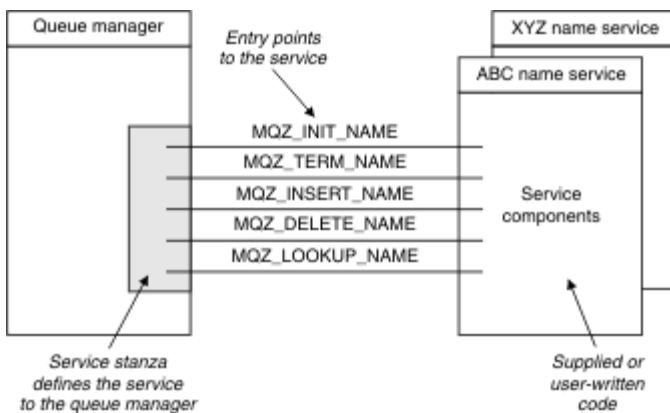 Queue manager
Entry points
to the service
XYZ name service
ABC name service
MQZ_INIT_NAME
MQZ_TERM_NAME
MQZ_INSERT_NAME
MQZ_DELETE_NAME
MQZ_LOOKUP_NAME
Service
components
Service stanza
defines the service
to the queue manager
Supplied or
user-written
code